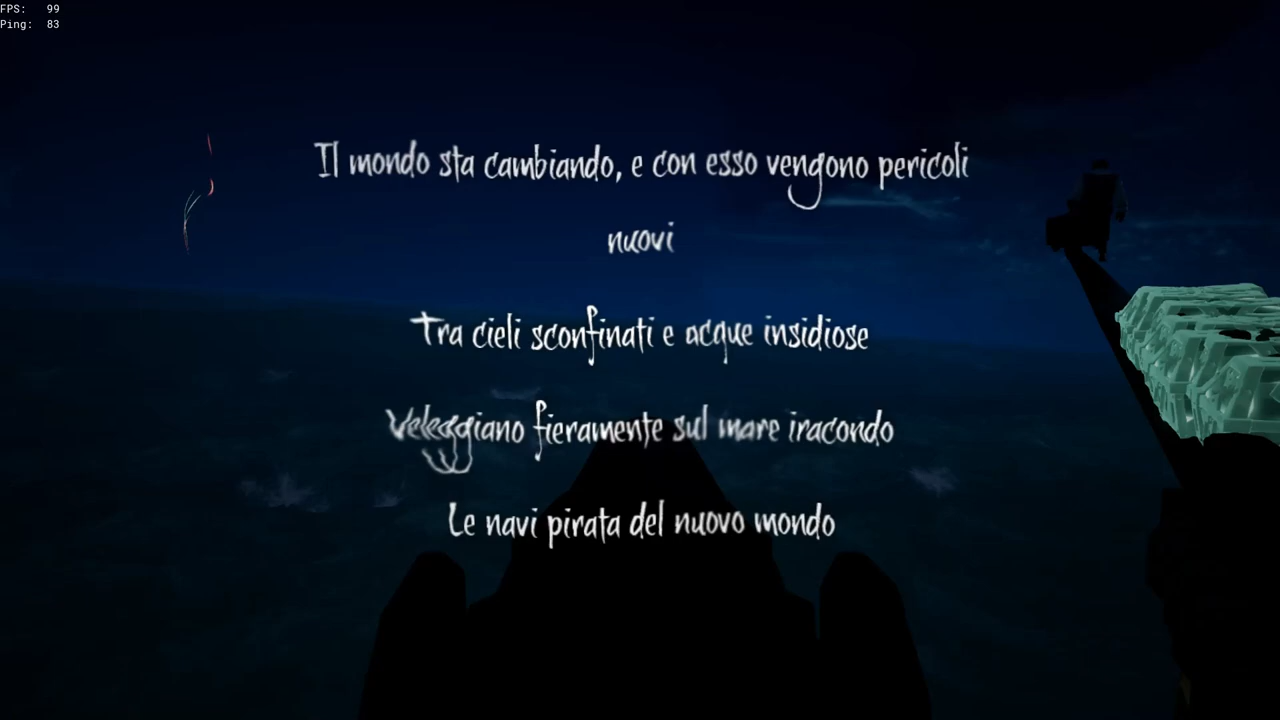 FPS: 99
Ping: 83
Il mondo sta cambiando, e con esso vengono pericoli
nuovi
Tra cieli sconfinati e acque insidiose
Veleggiano fieramente sul mare iracondo
Le navi pirata del nuovo mondo